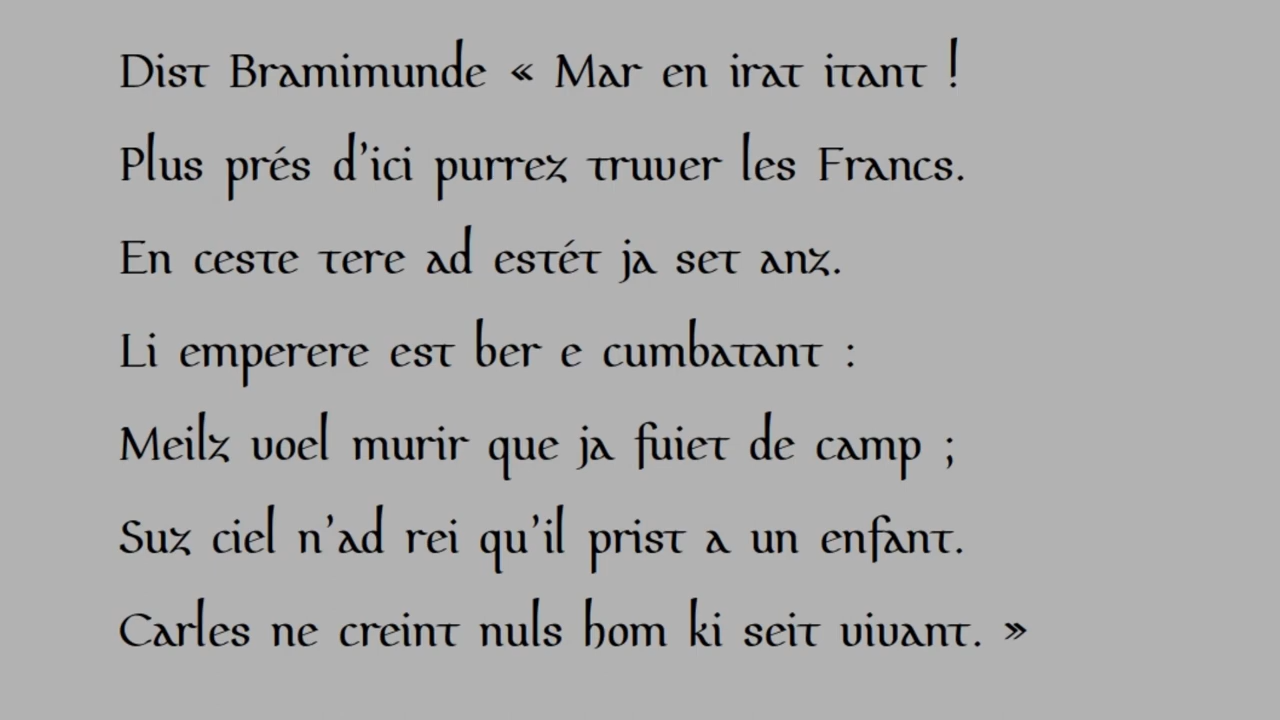 Dist Bramimunde « Mar en irat itant !
Plus prés d’ici purrez truver les Francs.
En ceste tere ad estét ja set anz.
Li emperere est ber e cumbatant :
Meilz voel murir que ja fuiet de camp ;
Suz ciel n’ad rei qu’il prist a un enfant.
Carles ne creint nuls hom ki seit vivant. »